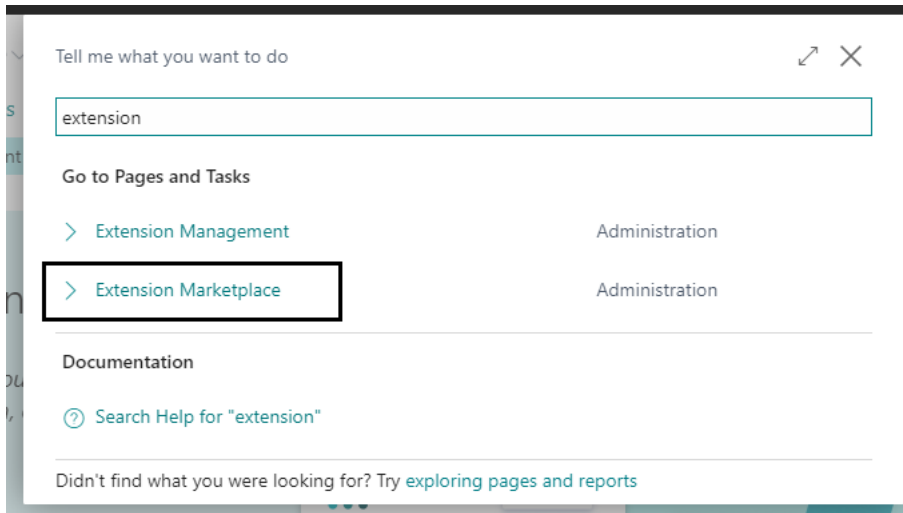 Tell me what you want to do
extension
Go to Pages and Tasks
Extension Management Administration
Extension Marketplace Administration
Documentation
Search Help for "extension"
Didn't find what you were looking for? Try exploring pages and reports